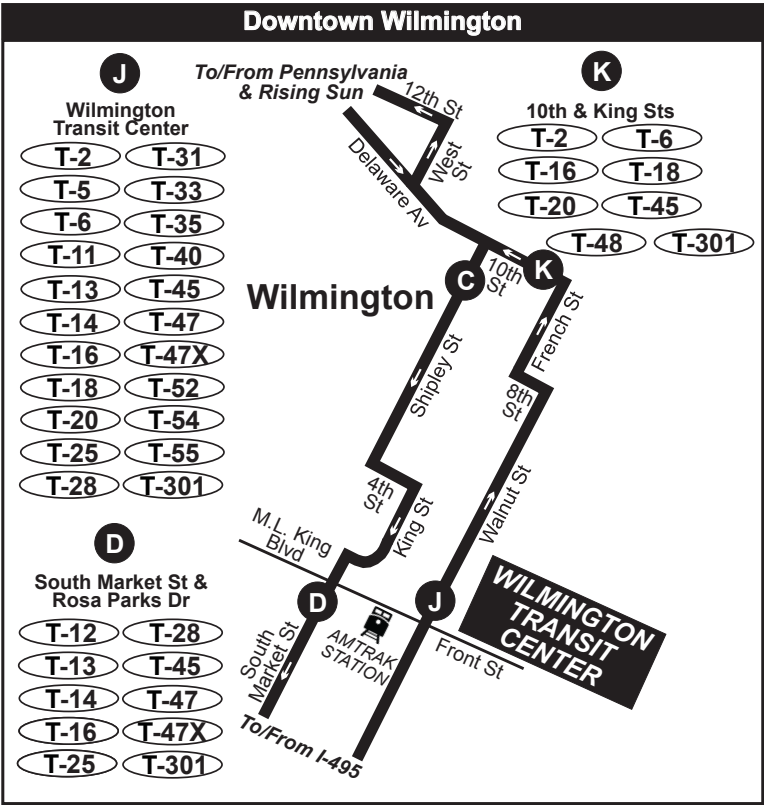 Downtown Wilmington
J
Wilmington
Transit Center
T-2 T-31
T-5 T-33
T-6 T-35
T-11 T-40
T-13 T-45
T-14 T-47
T-16 T-47X
T-18 T-52
T-20 T-54
T-25 T-55
T-28 T-301
D
South Market St &
Rosa Parks Dr
T-12 T-28
T-13 T-45
T-14 T-47
T-16 T-47X
T-25 T-301
To/From Pennsylvania
& Rising Sun
12th St
West
St
Delaware Av
K
10th & King Sts
T-2 T-6
T-16 T-18
T-20 T-45
T-48 T-301
Wilmington
C
10th
St
K
French St
Shipley St
8th
St
4th
St
King St
Walnut St
M.L. King
Blvd
D
J
WILMINGTON
TRANSIT
CENTER
AMTRAK
STATION
Front St
South
Market St
To/From I-495